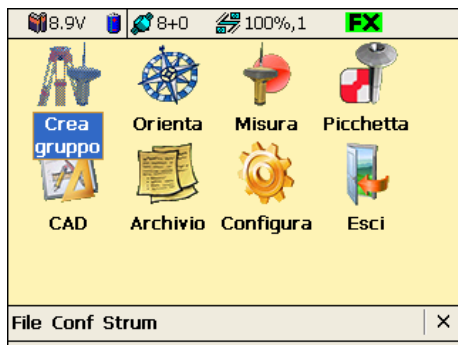 8.9V 8+0 100%,1 FX
Crea gruppo Orienta Misura Picchetta
CAD Archivio Configura Esci
File Conf Strum ×